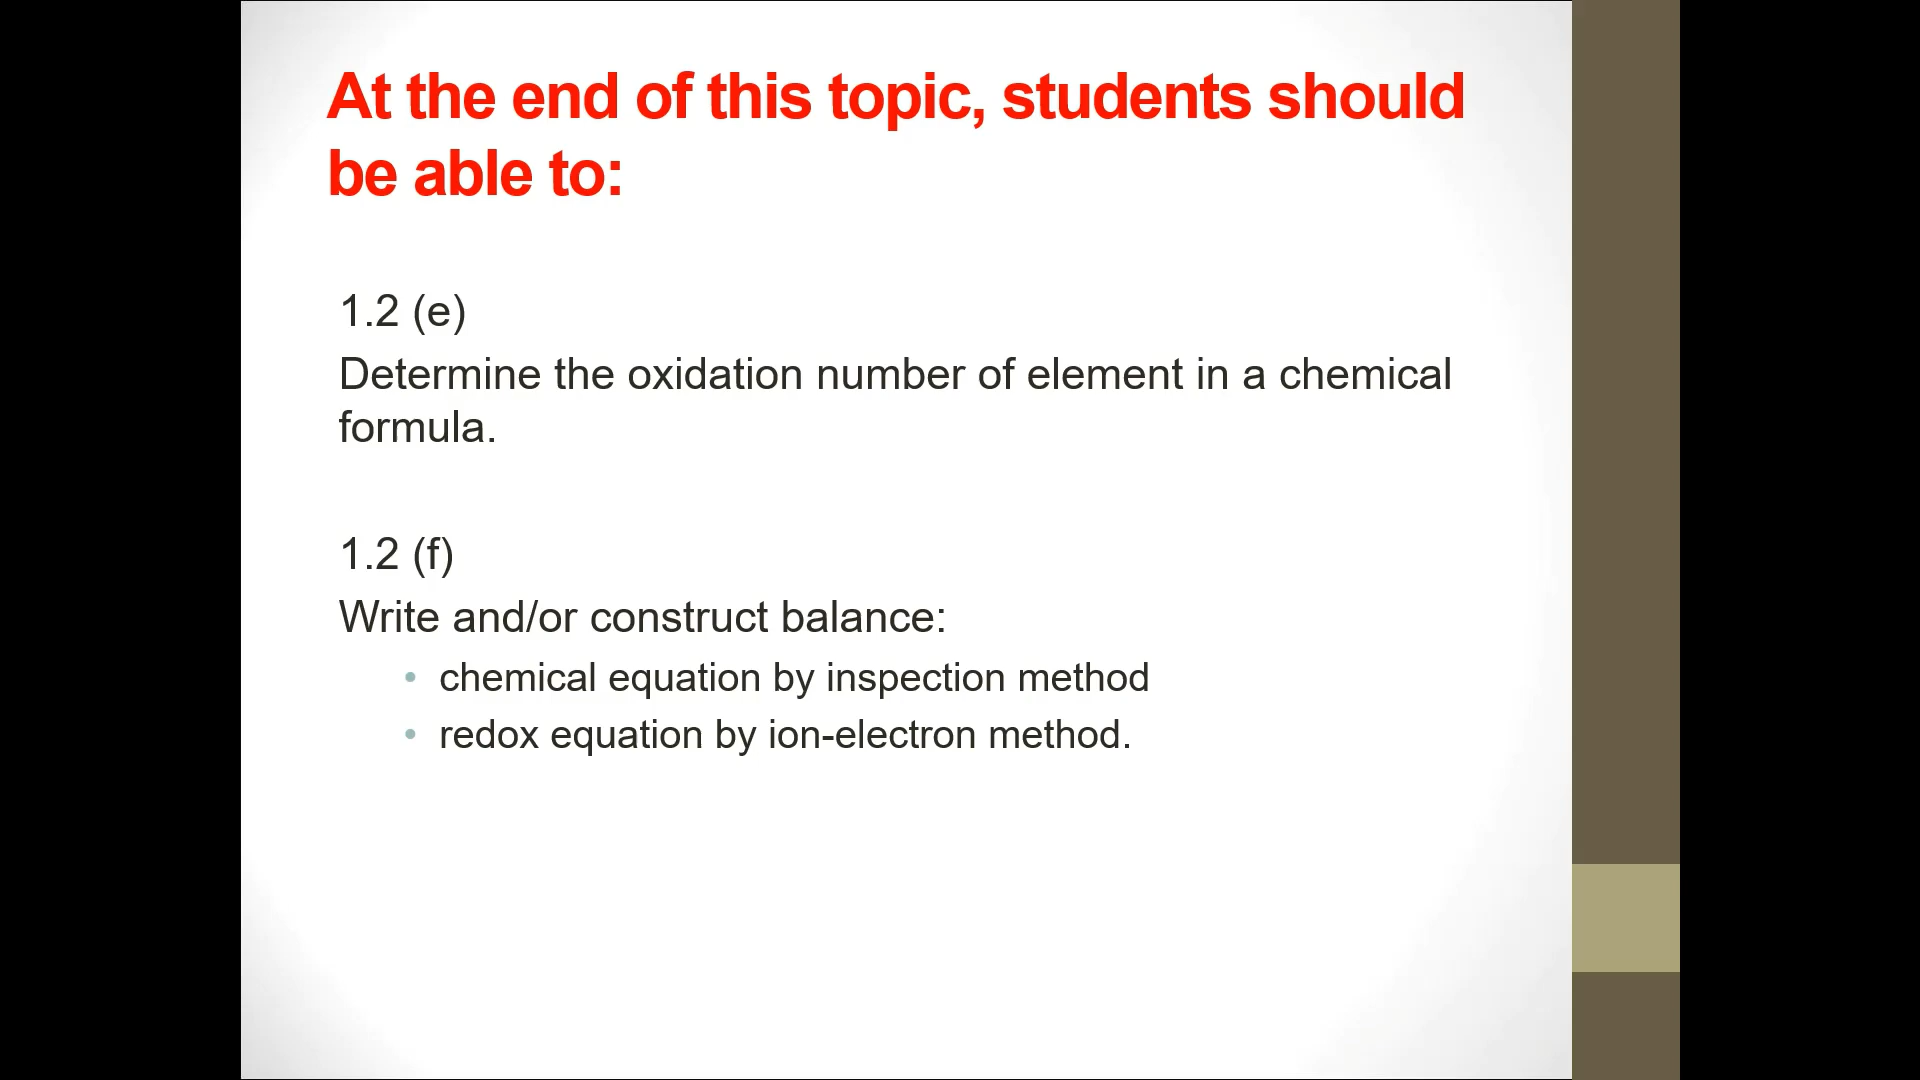 At the end of this topic, students should
be able to:
1.2 (e)
Determine the oxidation number of element in a chemical
formula.
1.2 (f)
Write and/or construct balance:
• chemical equation by inspection method
• redox equation by ion-electron method.